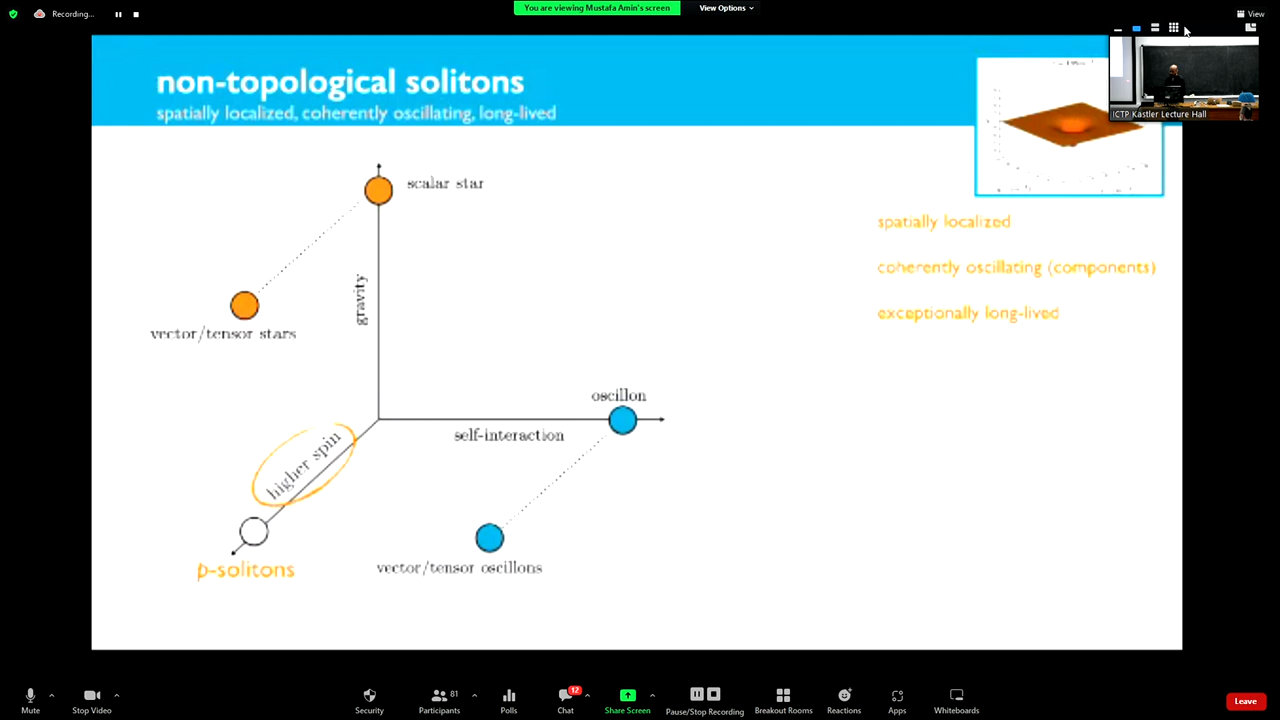 Recording...
You are viewing Mustafa Amin's screen
View Options
View
non-topological solitons
spatially localized, coherently oscillating, long-lived
ICTP Kastler Lecture Hall
scalar star
spatially localized
coherently oscillating (components)
gravity
exceptionally long-lived
vector/tensor stars
oscillon
self-interaction
higher spin
p-solitons
vector/tensor oscillons
Mute
Stop Video
Security
Participants
81
Polls
Chat
12
Share Screen
Pause/Stop Recording
Breakout Rooms
Reactions
Apps
Whiteboards
Leave